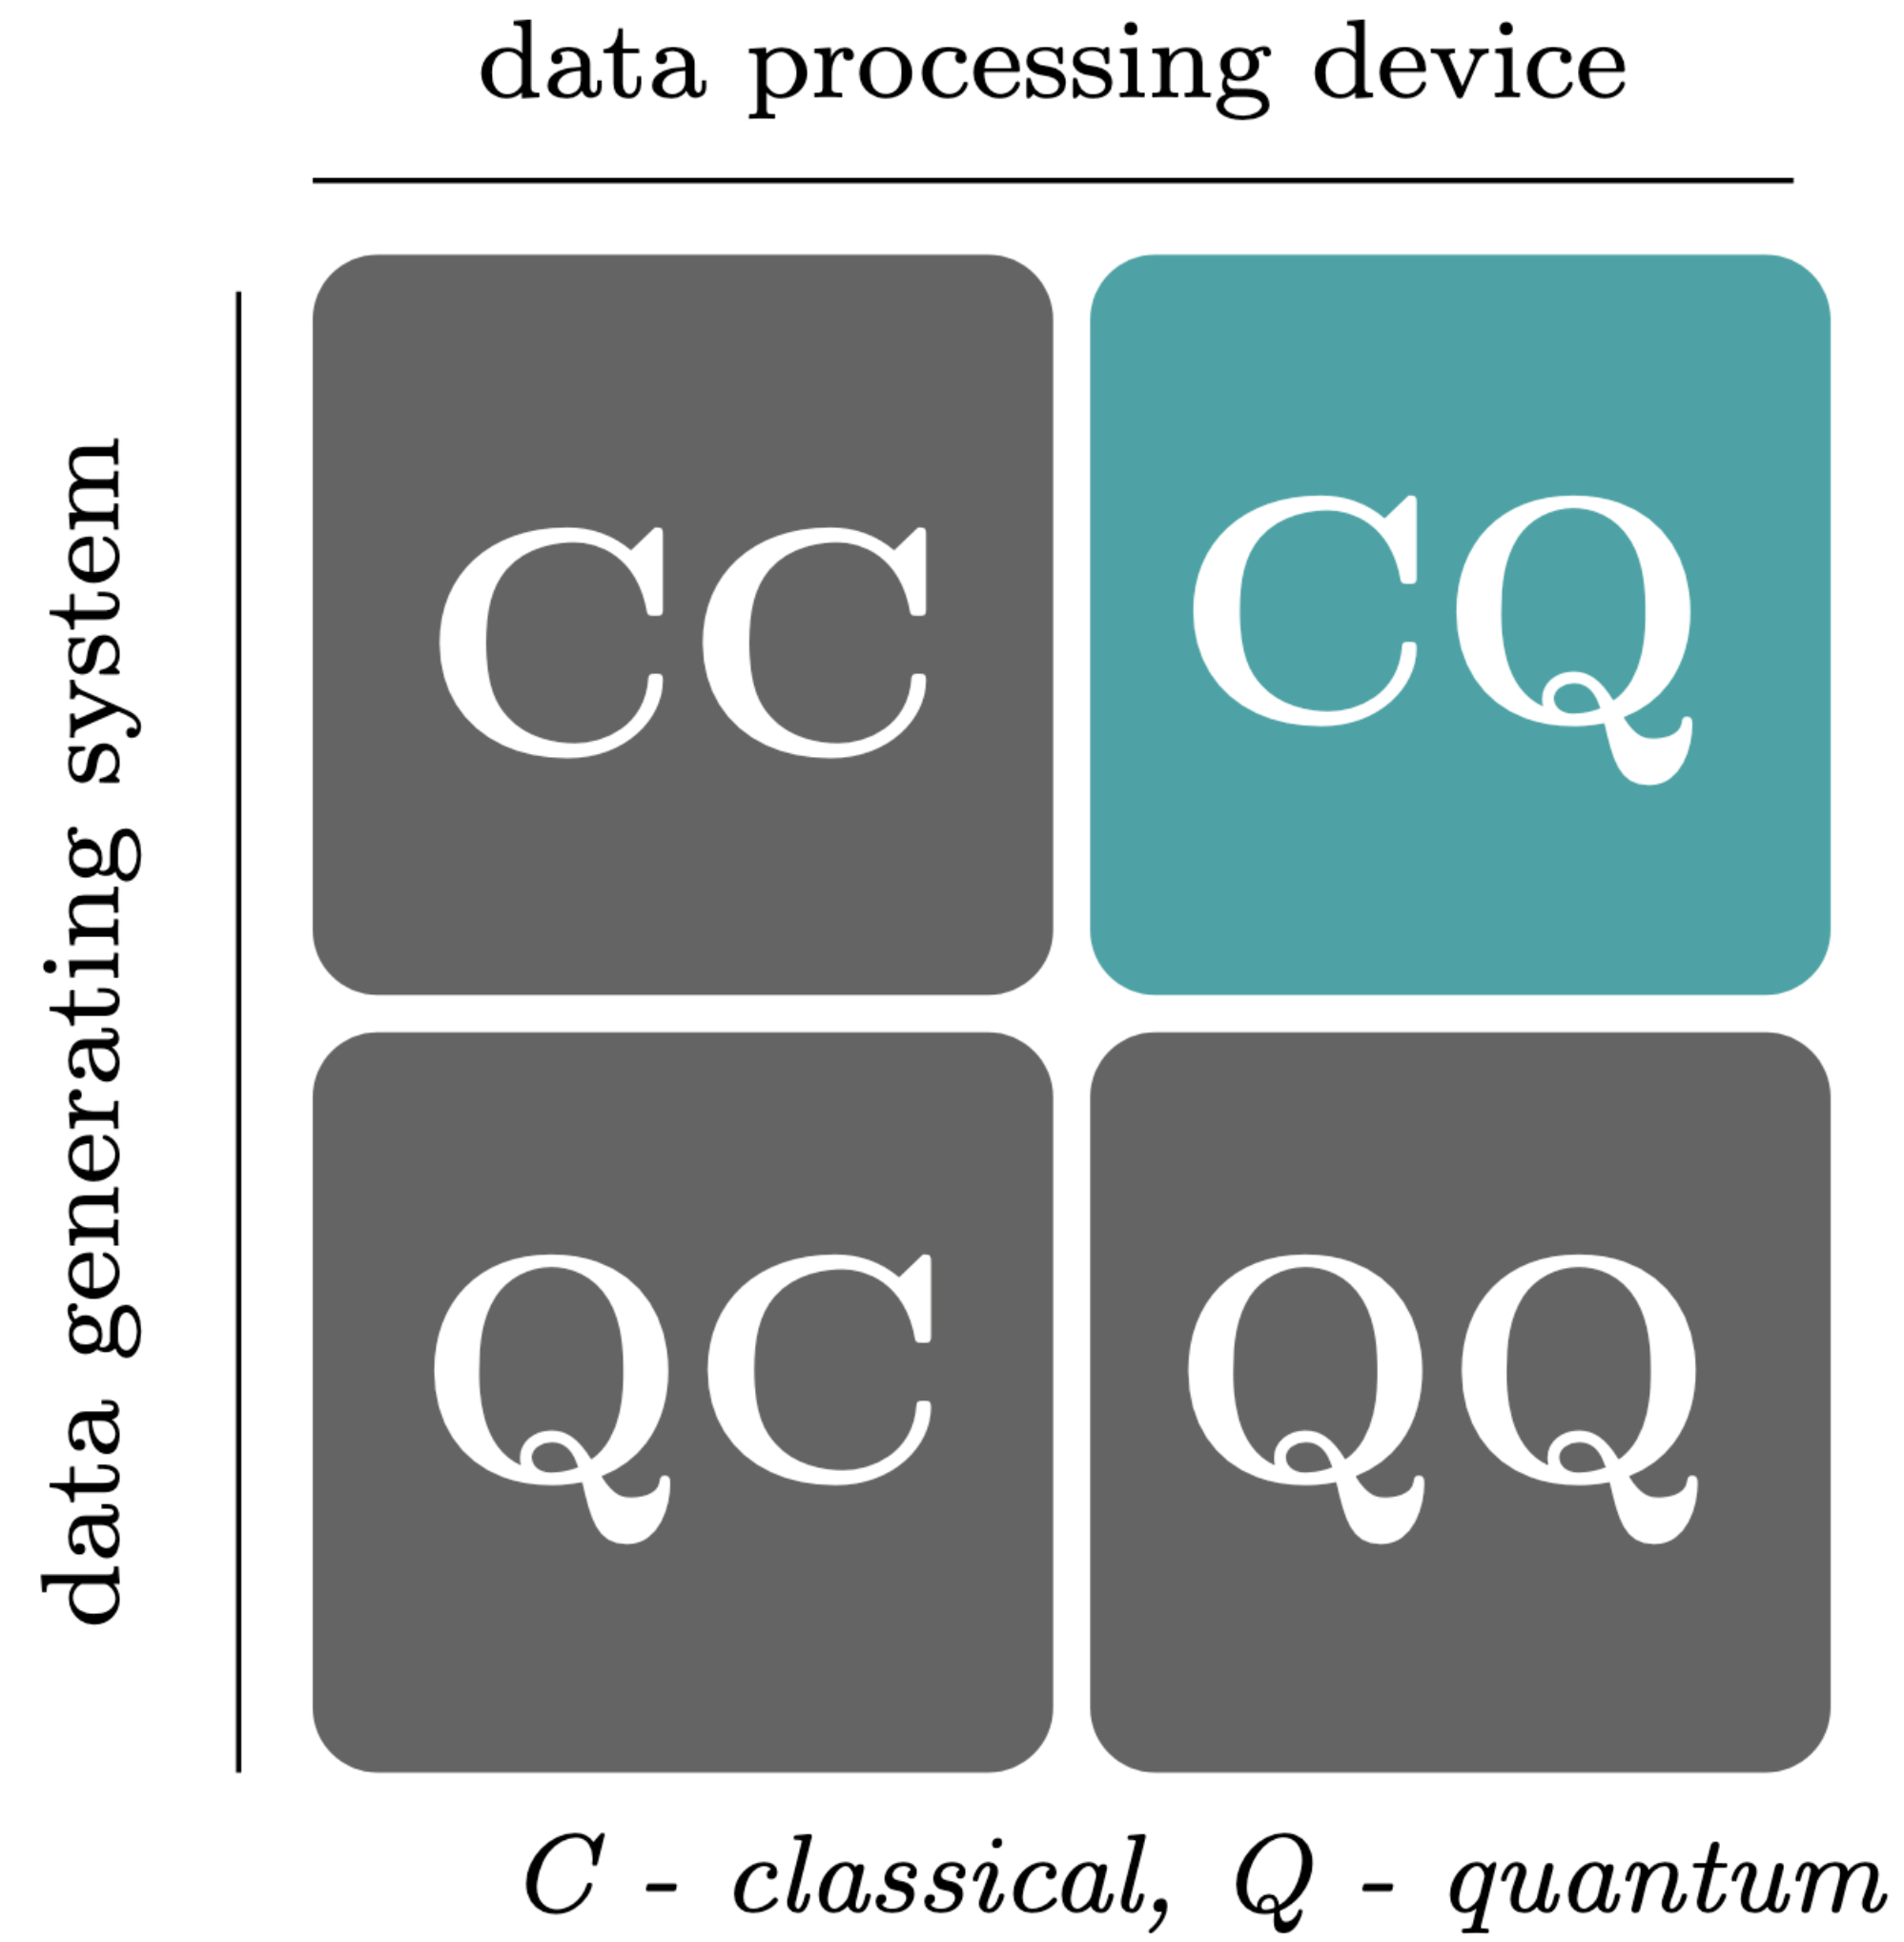 data processing device
data generating system
CC CQ
QC QQ
C - classical, Q - quantum